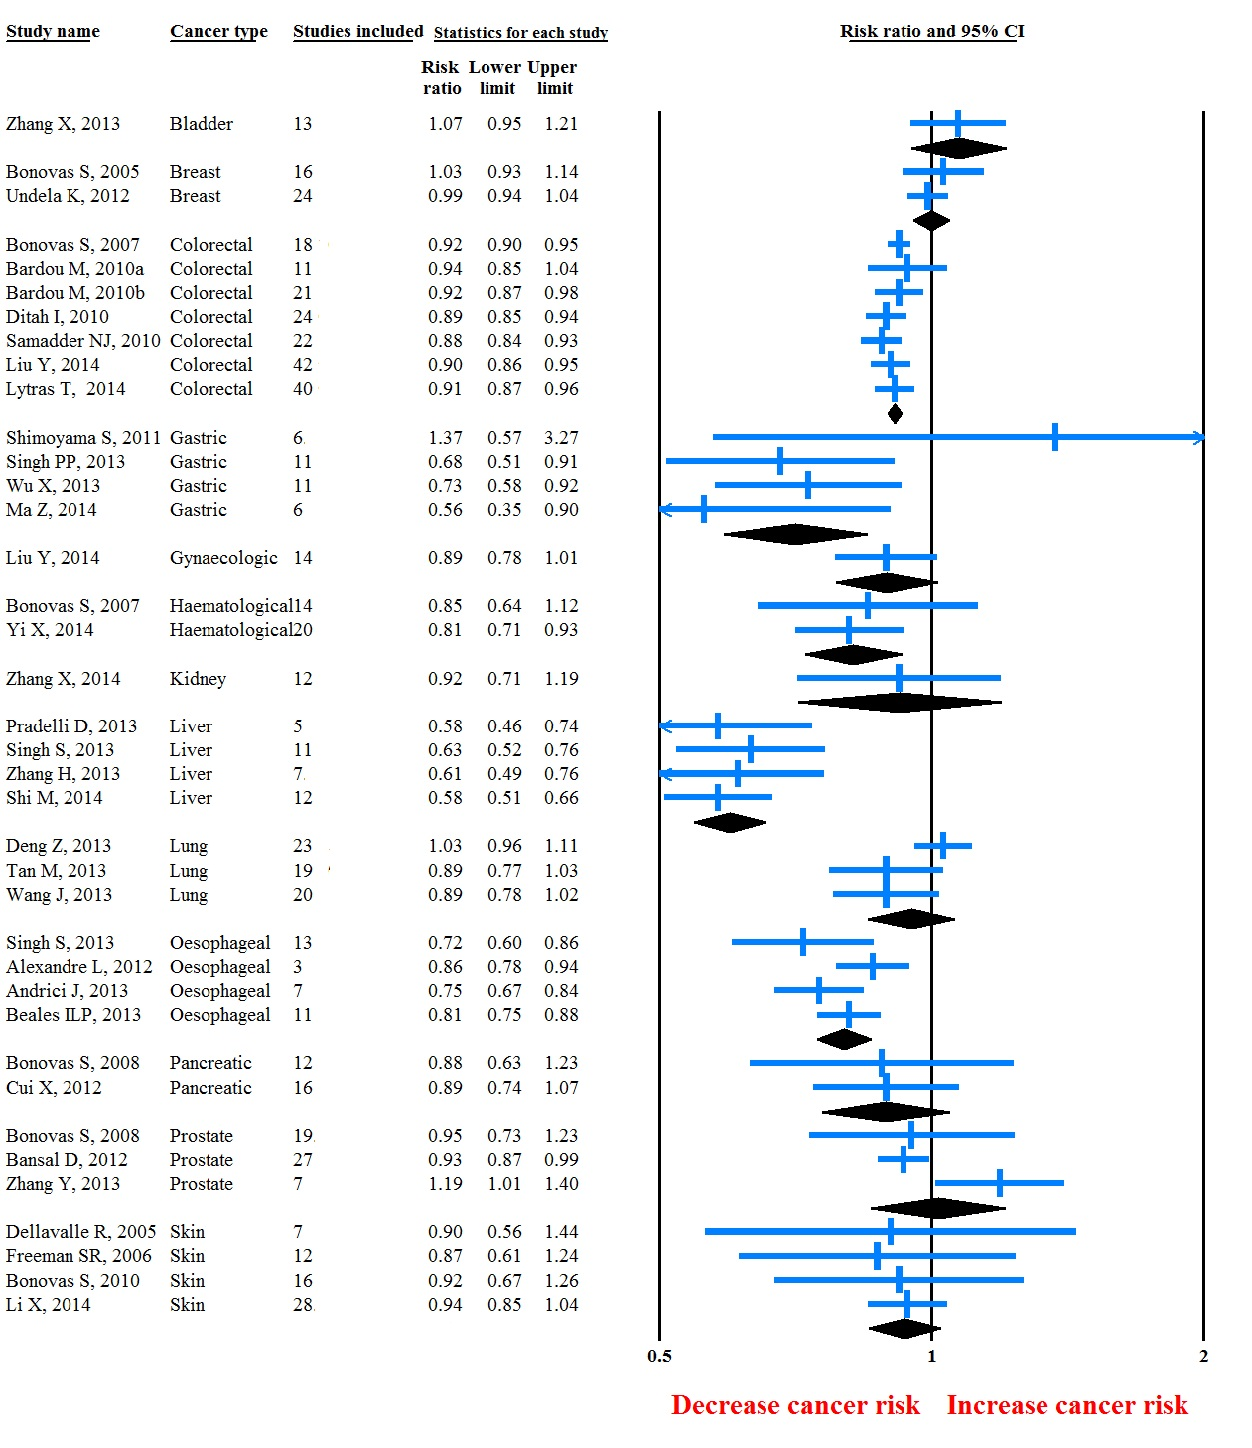 Study name Cancer type Studies included Statistics for each study Risk ratio and 95% CI
Risk Lower Upper
ratio limit limit
Zhang X, 2013 Bladder 13 1.07 0.95 1.21
Bonovas S, 2005 Breast 16 1.03 0.93 1.14
Undela K, 2012 Breast 24 0.99 0.94 1.04
Bonovas S, 2007 Colorectal 18 0.92 0.90 0.95
Bardou M, 2010a Colorectal 11 0.94 0.85 1.04
Bardou M, 2010b Colorectal 21 0.92 0.87 0.98
Ditah I, 2010 Colorectal 24 0.89 0.85 0.94
Samadder NJ, 2010 Colorectal 22 0.88 0.84 0.93
Liu Y, 2014 Colorectal 42 0.90 0.86 0.95
Lytras T, 2014 Colorectal 40 0.91 0.87 0.96
Shimoyama S, 2011 Gastric 6 1.37 0.57 3.27
Singh PP, 2013 Gastric 11 0.68 0.51 0.91
Wu X, 2013 Gastric 11 0.73 0.58 0.92
Ma Z, 2014 Gastric 6 0.56 0.35 0.90
Liu Y, 2014 Gynaecologic 14 0.89 0.78 1.01
Bonovas S, 2007 Haematological 14 0.85 0.64 1.12
Yi X, 2014 Haematological 20 0.81 0.71 0.93
Zhang X, 2014 Kidney 12 0.92 0.71 1.19
Pradelli D, 2013 Liver 5 0.58 0.46 0.74
Singh S, 2013 Liver 11 0.63 0.52 0.76
Zhang H, 2013 Liver 7 0.61 0.49 0.76
Shi M, 2014 Liver 12 0.58 0.51 0.66
Deng Z, 2013 Lung 23 1.03 0.96 1.11
Tan M, 2013 Lung 19 0.89 0.77 1.03
Wang J, 2013 Lung 20 0.89 0.78 1.02
Singh S, 2013 Oesophageal 13 0.72 0.60 0.86
Alexandre L, 2012 Oesophageal 3 0.86 0.78 0.94
Andrici J, 2013 Oesophageal 7 0.75 0.67 0.84
Beales ILP, 2013 Oesophageal 11 0.81 0.75 0.88
Bonovas S, 2008 Pancreatic 12 0.88 0.63 1.23
Cui X, 2012 Pancreatic 16 0.89 0.74 1.07
Bonovas S, 2008 Prostate 19 0.95 0.73 1.23
Bansal D, 2012 Prostate 27 0.93 0.87 0.99
Zhang Y, 2013 Prostate 7 1.19 1.01 1.40
Dellavalle R, 2005 Skin 7 0.90 0.56 1.44
Freeman SR, 2006 Skin 12 0.87 0.61 1.24
Bonovas S, 2010 Skin 16 0.92 0.67 1.26
Li X, 2014 Skin 28 0.94 0.85 1.04
0.5 1 2
Decrease cancer risk Increase cancer risk